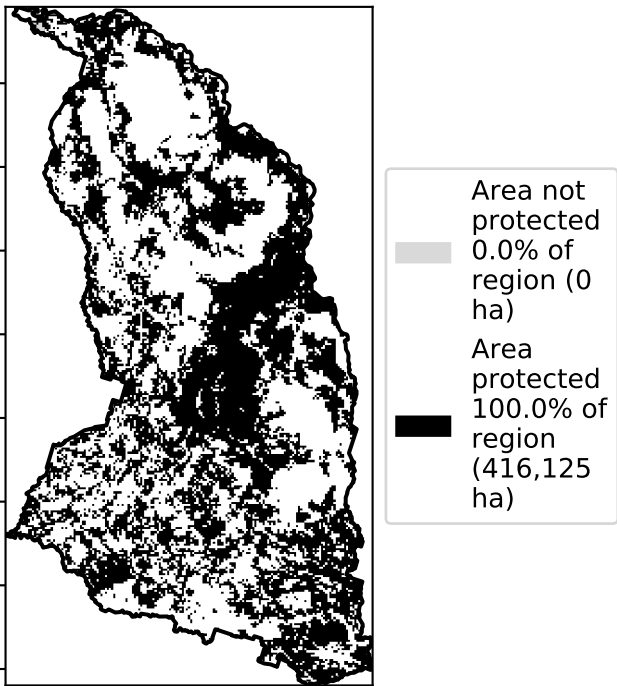 Area not
protected
0.0% of
region (0
ha)
Area
protected
100.0% of
region
(416,125
ha)